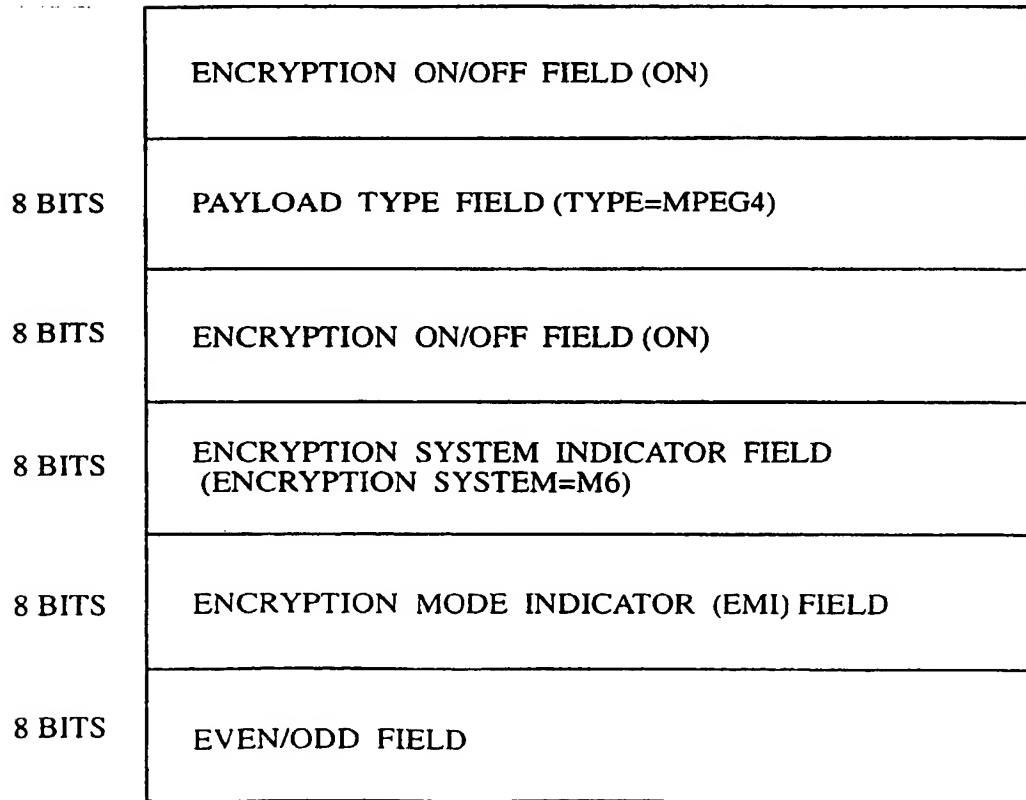 ENCRYPTION ON/OFF FIELD (ON)
8 BITS PAYLOAD TYPE FIELD (TYPE=MPEG4)
8 BITS ENCRYPTION ON/OFF FIELD (ON)
8 BITS ENCRYPTION SYSTEM INDICATOR FIELD
(ENCRYPTION SYSTEM=M6)
8 BITS ENCRYPTION MODE INDICATOR (EMI) FIELD
8 BITS EVEN/ODD FIELD